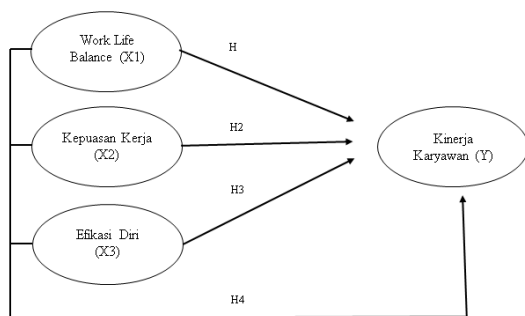 Work Life
Balance (X1)
H
Kepuasan Kerja
(X2)
H2
Kinerja
Karyawan (Y)
H3
Efikasi Diri
(X3)
H4